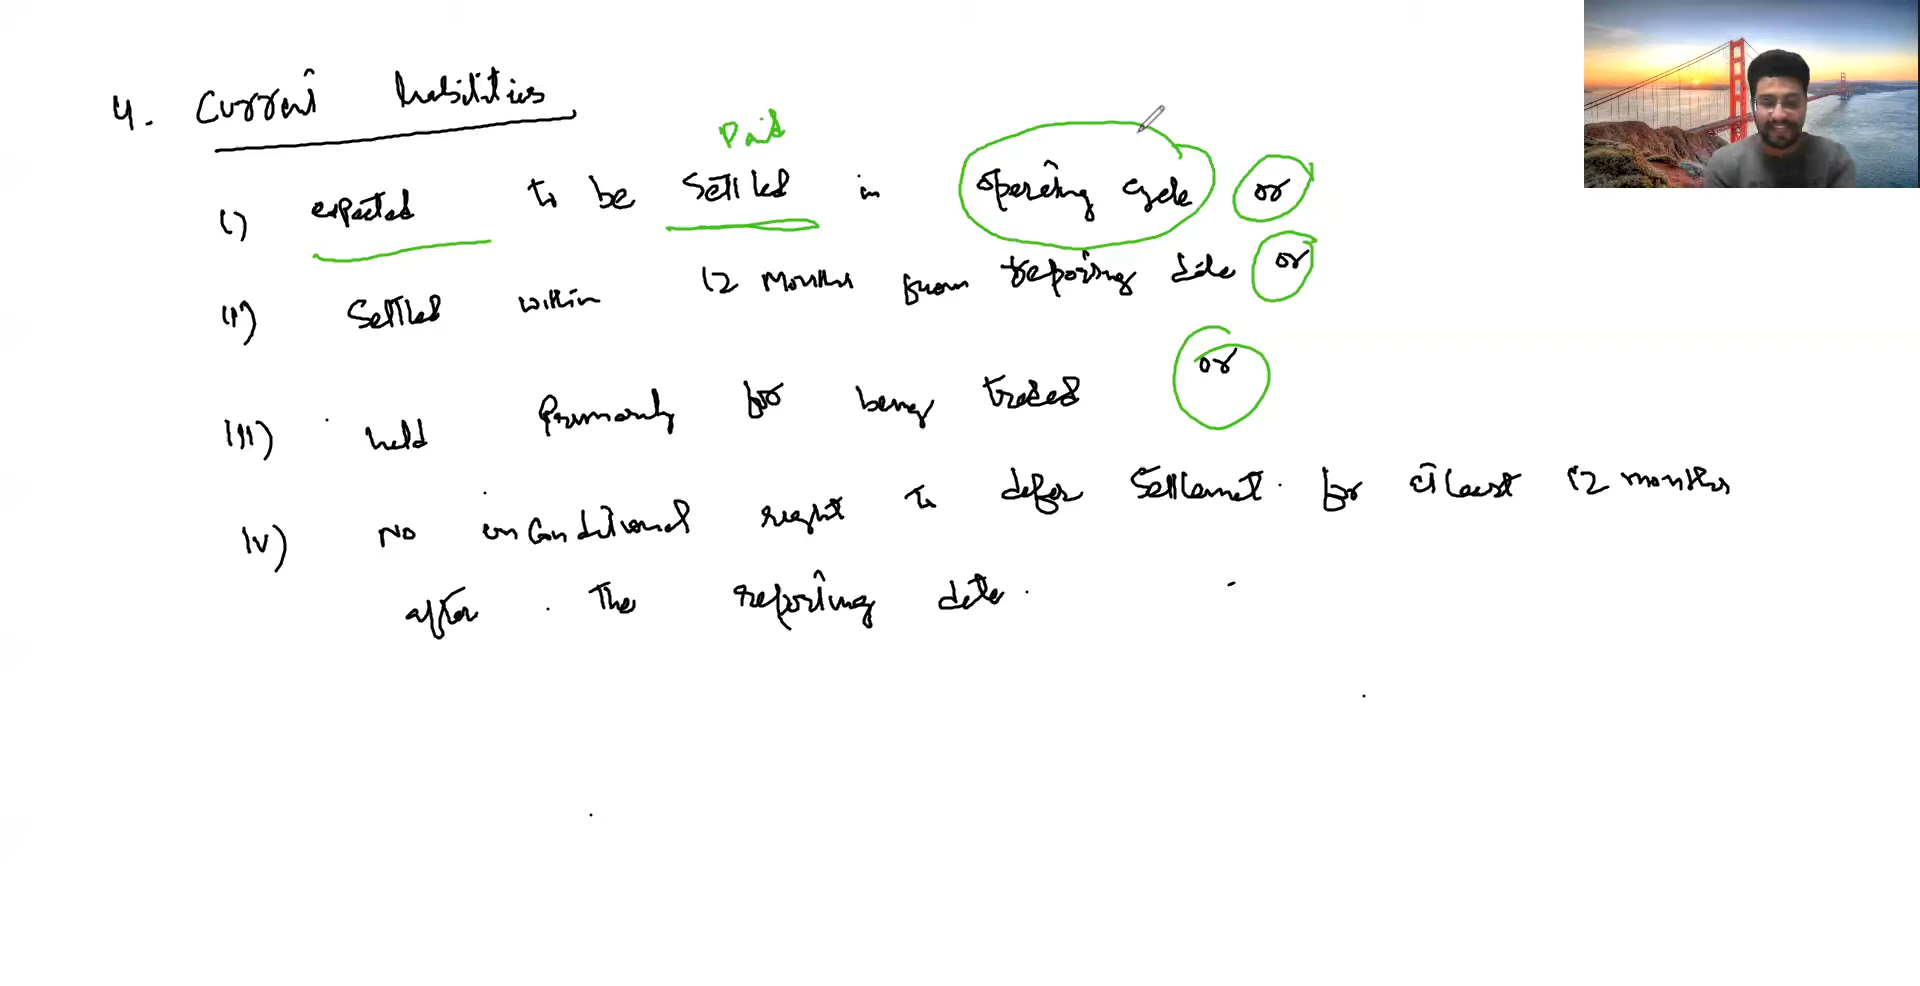 4. Current liabilities
Paid
i) expected to be Settled in operating cycle or
ii) Settled within 12 months from reporting date or
iii) held Primarily for being traded or
iv) No unconditional right to defer Settlement for atleast 12 months
after the reporting date.